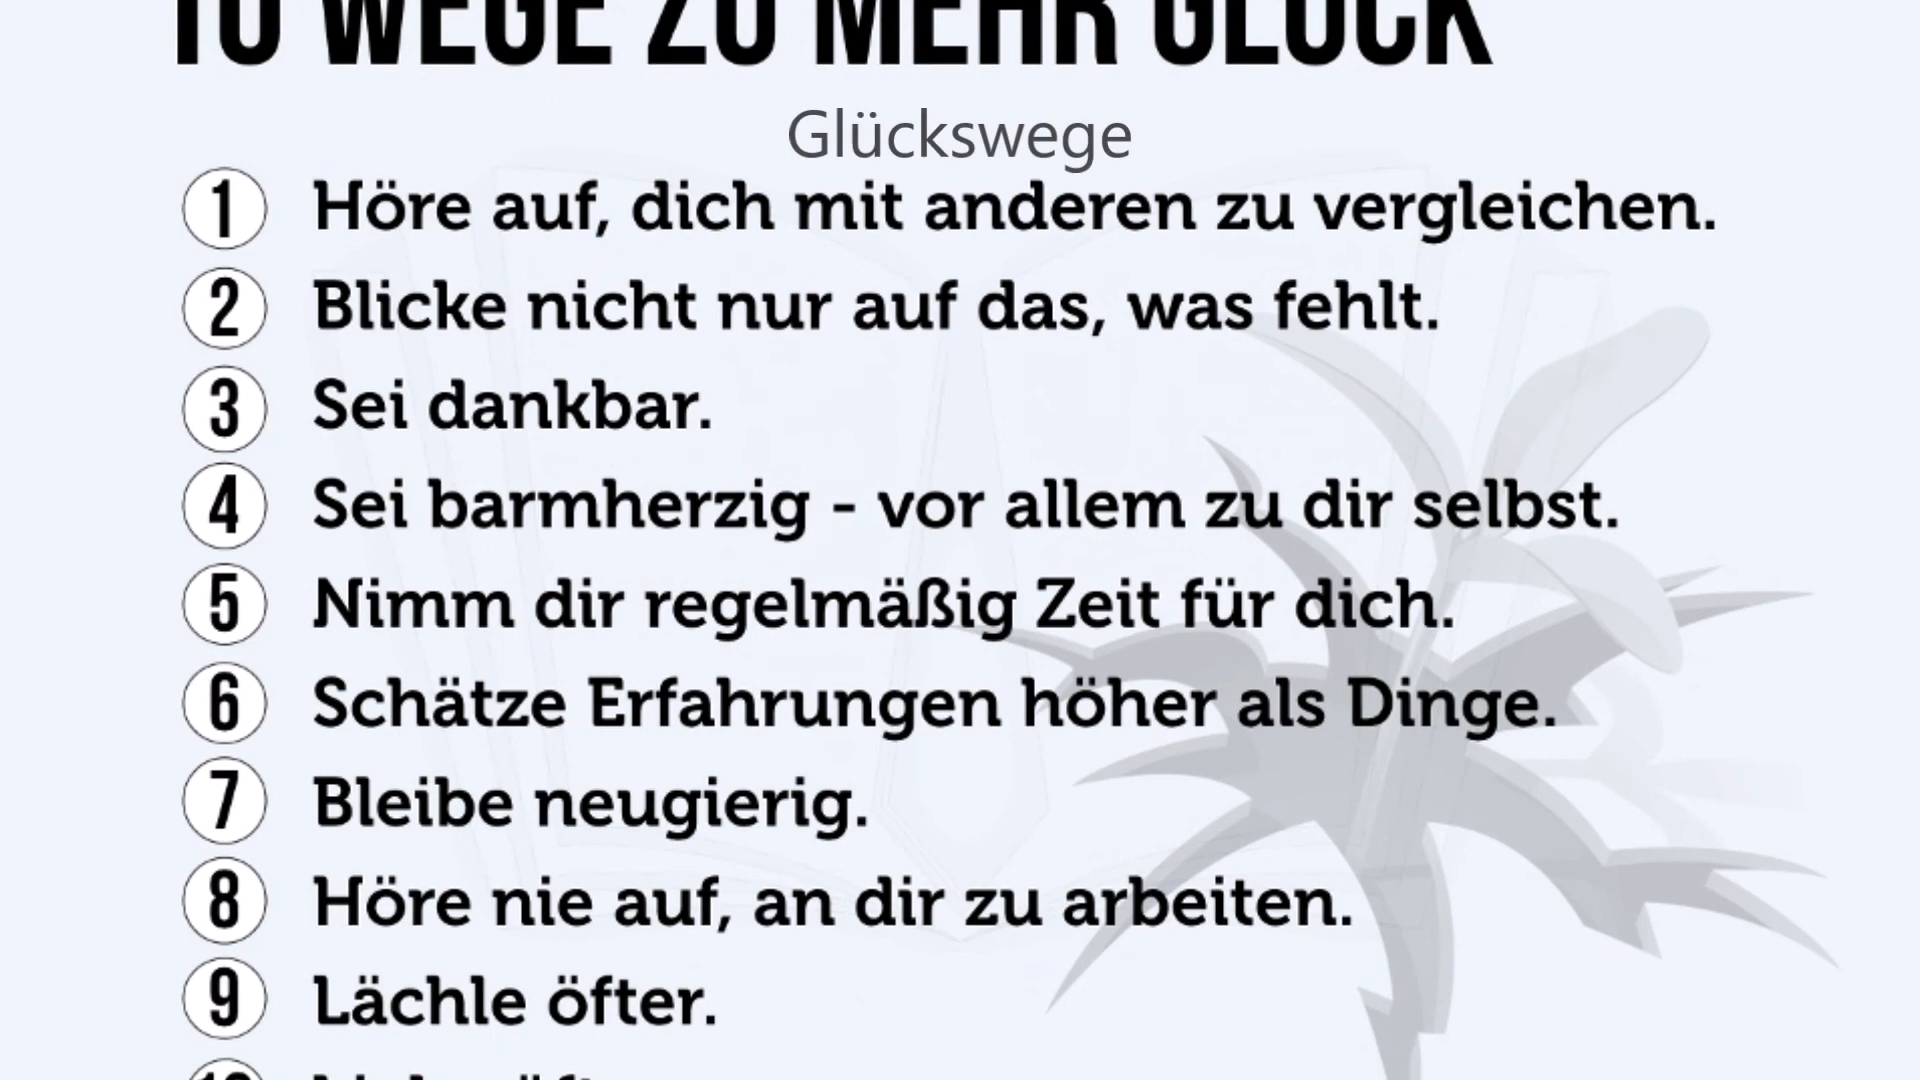 10 WEGE ZU MEHR GLÜCK
Glückswege
1 Höre auf, dich mit anderen zu vergleichen.
2 Blicke nicht nur auf das, was fehlt.
3 Sei dankbar.
4 Sei barmherzig - vor allem zu dir selbst.
5 Nimm dir regelmäßig Zeit für dich.
6 Schätze Erfahrungen höher als Dinge.
7 Bleibe neugierig.
8 Höre nie auf, an dir zu arbeiten.
9 Lächle öfter.
10